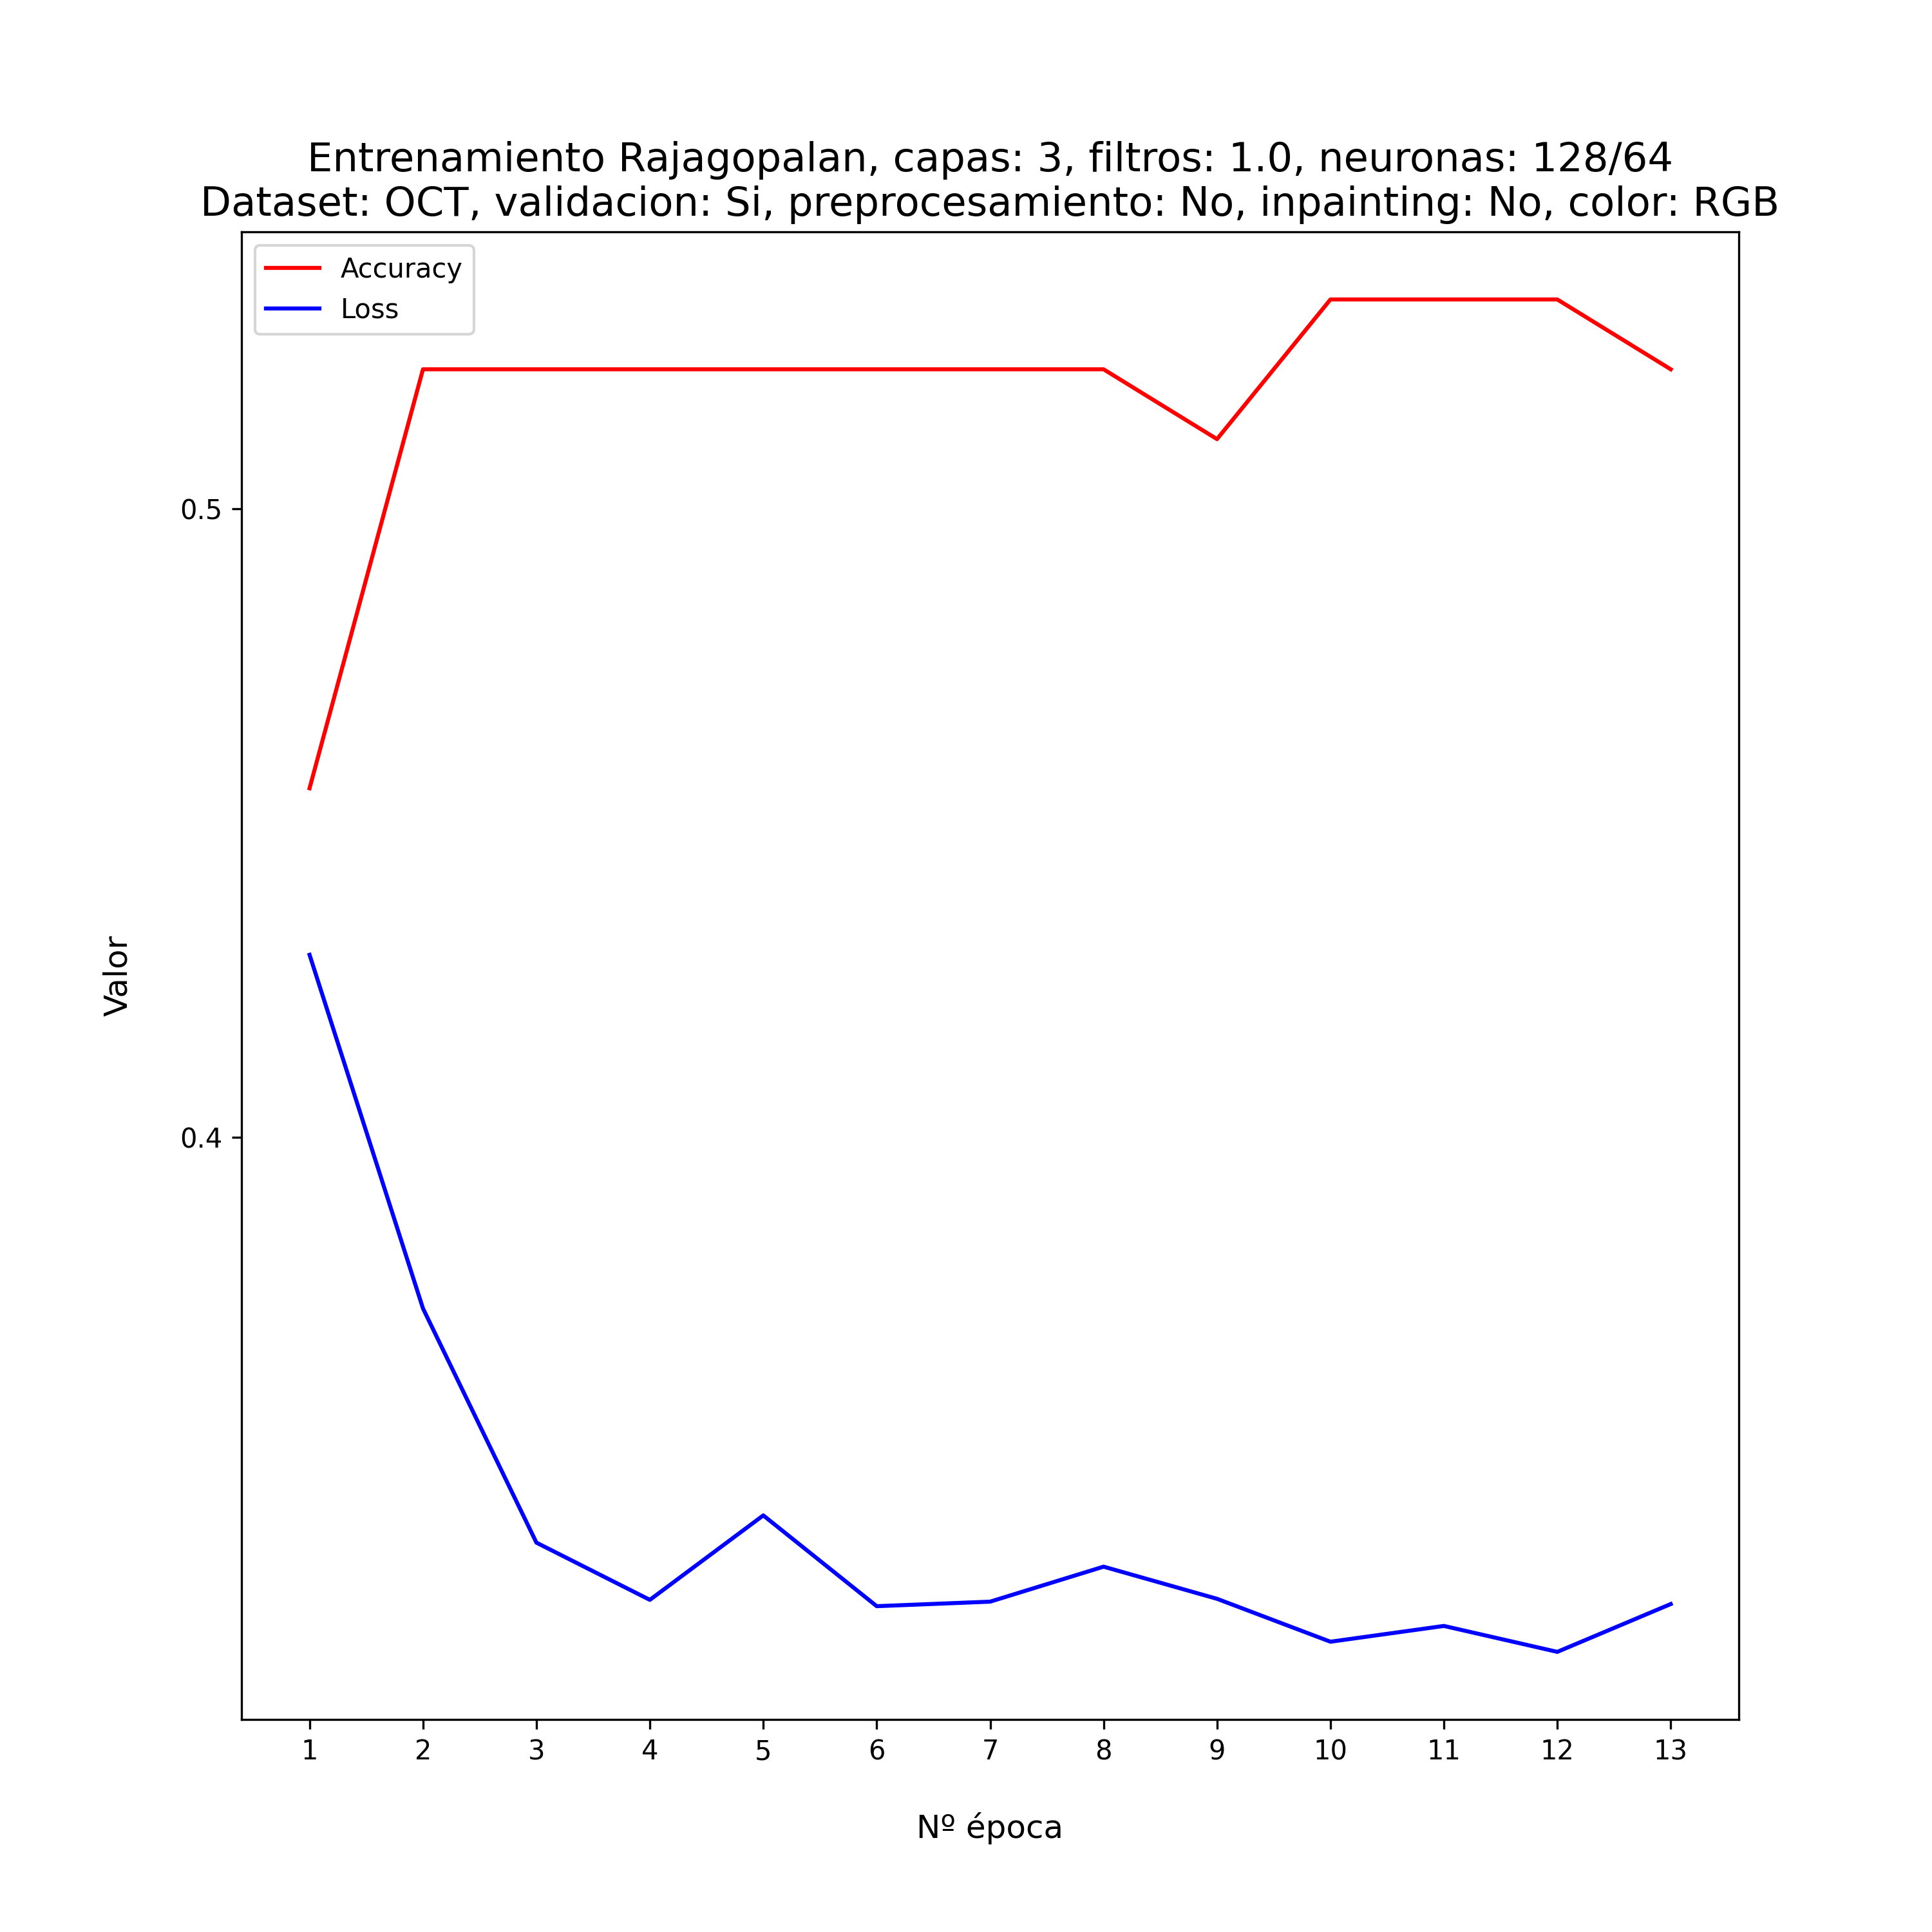 Entrenamiento Rajagopalan, capas: 3, filtros: 1.0, neuronas: 128/64
Dataset: OCT, validacion: Si, preprocesamiento: No, inpainting: No, color: RGB
Accuracy
Loss
0.5
0.4
Valor
1 2 3 4 5 6 7 8 9 10 11 12 13
Nº época